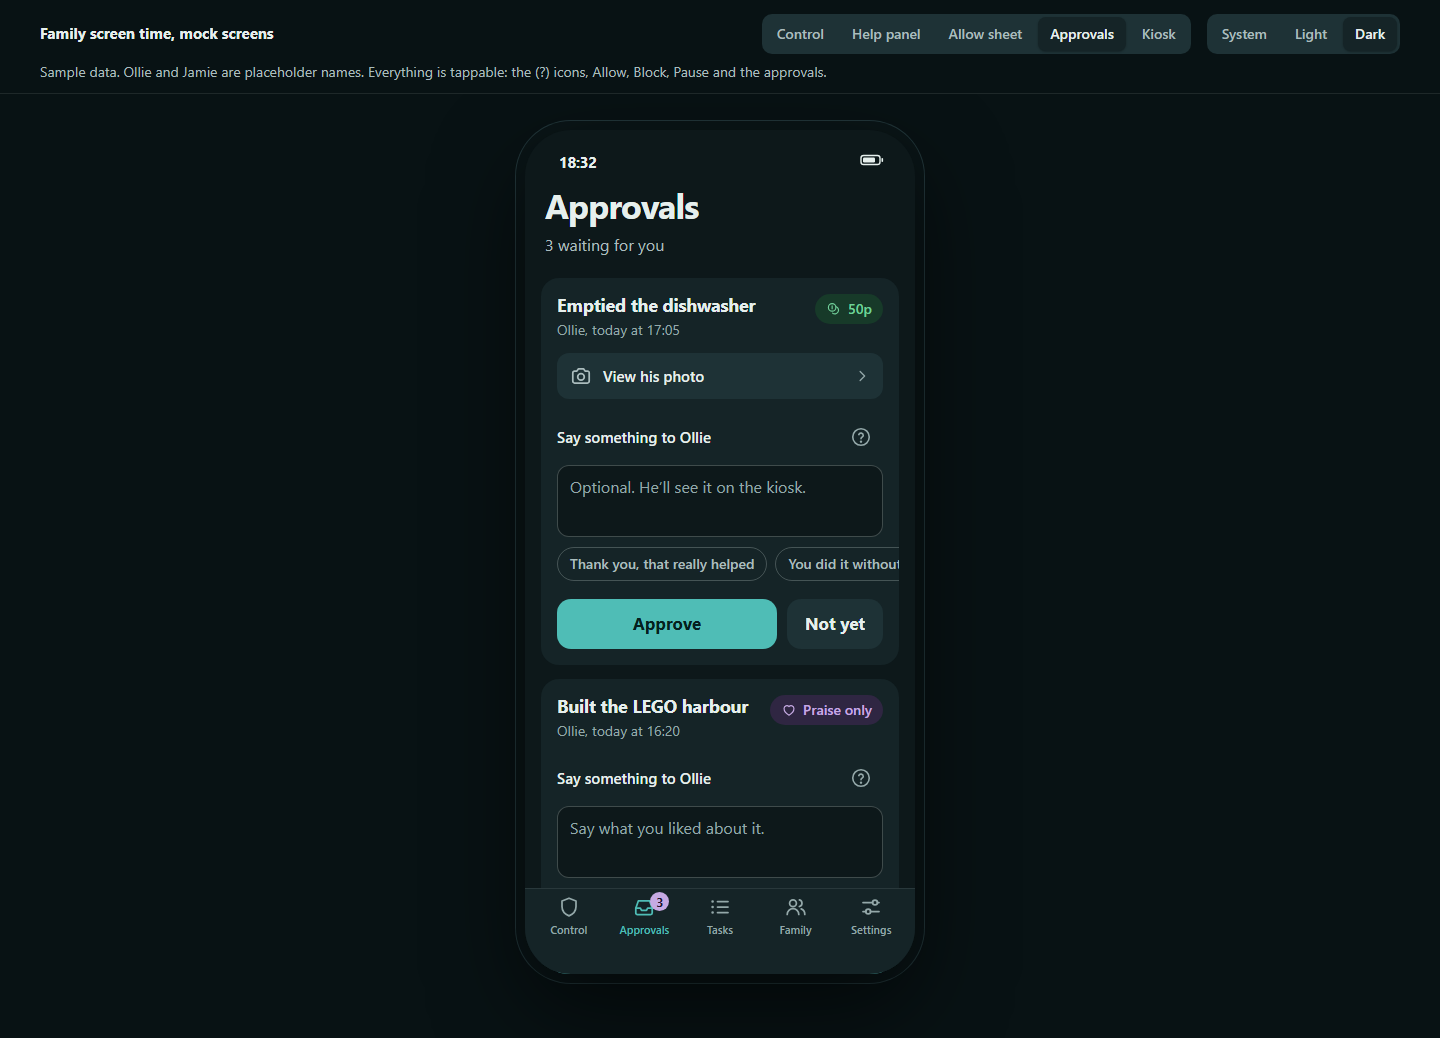 Family screen time, mock screens
Control Help panel Allow sheet Approvals Kiosk System Light Dark
Sample data. Ollie and Jamie are placeholder names. Everything is tappable: the (?) icons, Allow, Block, Pause and the approvals.
18:32
Approvals
3 waiting for you
Emptied the dishwasher
50p
Ollie, today at 17:05
View his photo
Say something to Ollie
Optional. He'll see it on the kiosk.
Thank you, that really helped
You did it without
Approve
Not yet
Built the LEGO harbour
Praise only
Ollie, today at 16:20
Say something to Ollie
Say what you liked about it.
3
Control Approvals Tasks Family Settings